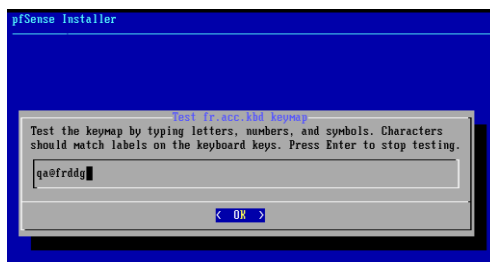 pfSense Installer
Test fr.acc.kbd keymap
Test the keymap by typing letters, numbers, and symbols. Characters
should match labels on the keyboard keys. Press Enter to stop testing.
qa@frddg
< OK >